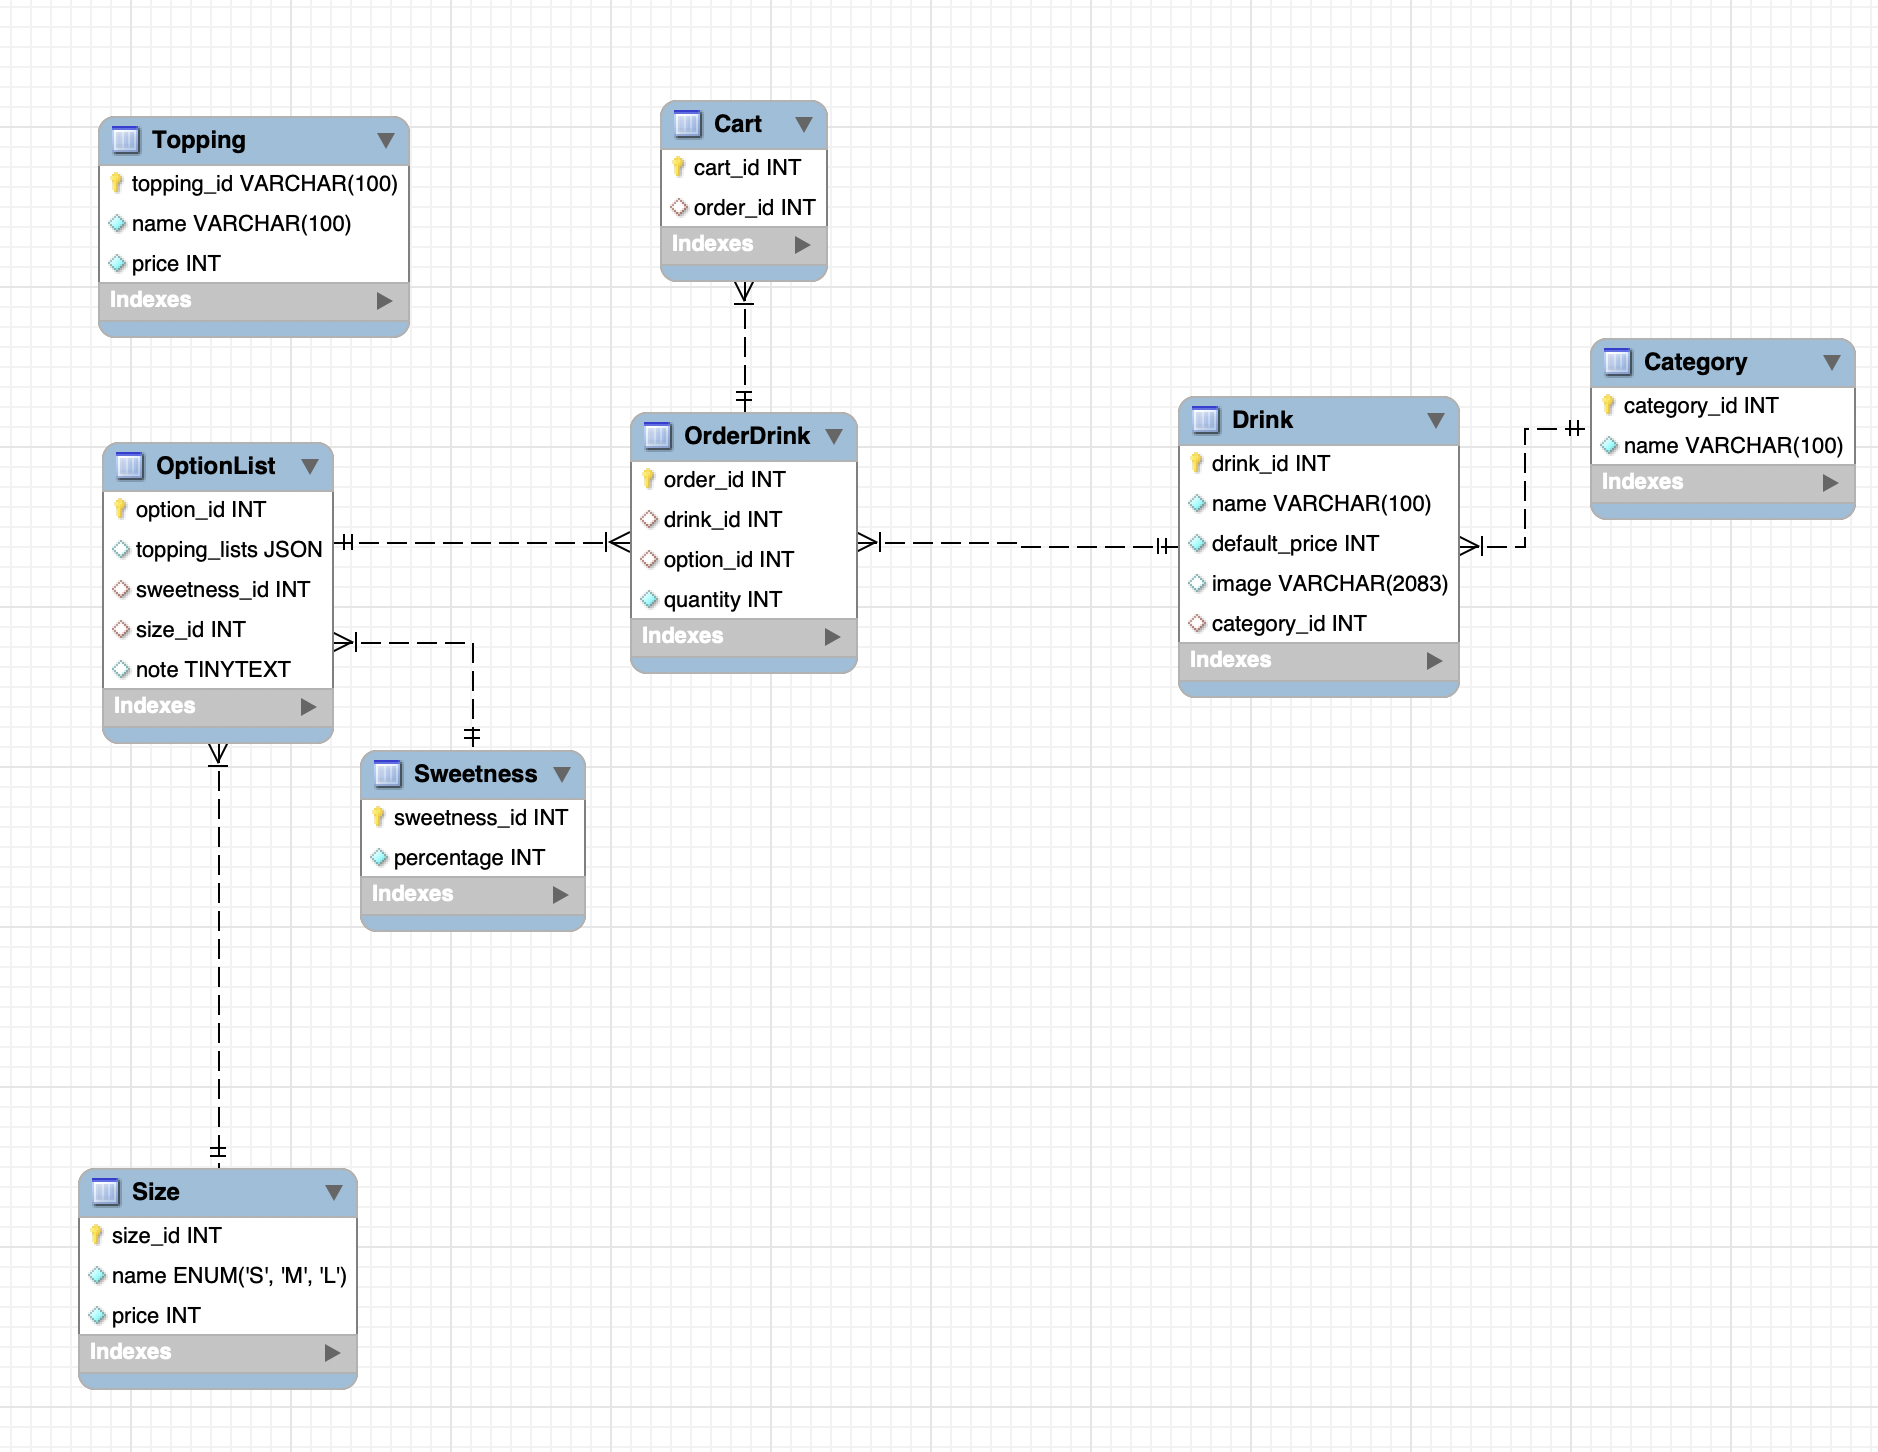 Topping
topping_id VARCHAR(100)
name VARCHAR(100)
price INT
Indexes
Cart
cart_id INT
order_id INT
Indexes
Category
category_id INT
name VARCHAR(100)
Indexes
OptionList
option_id INT
topping_lists JSON
sweetness_id INT
size_id INT
note TINYTEXT
Indexes
OrderDrink
order_id INT
drink_id INT
option_id INT
quantity INT
Indexes
Drink
drink_id INT
name VARCHAR(100)
default_price INT
image VARCHAR(2083)
category_id INT
Indexes
Sweetness
sweetness_id INT
percentage INT
Indexes
Size
size_id INT
name ENUM('S', 'M', 'L')
price INT
Indexes